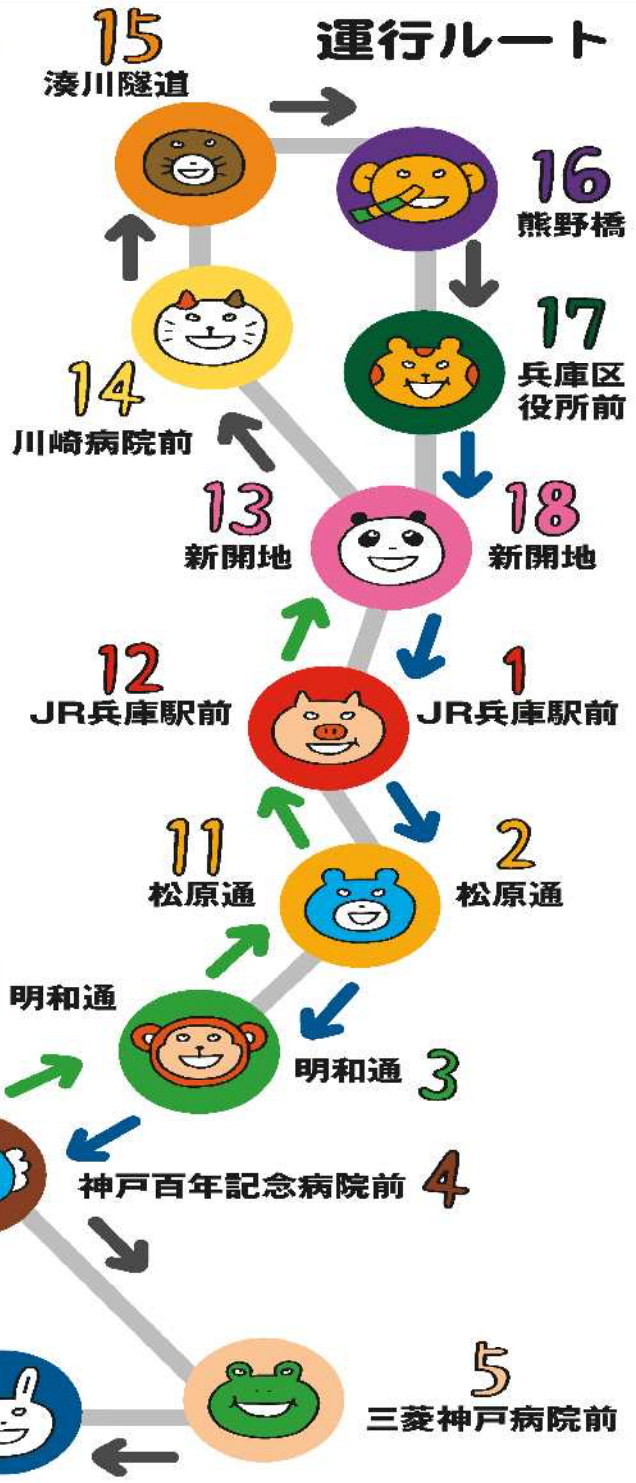 運行ルート
15
湊川隧道
16
熊野橋
17
兵庫区
役所前
14
川崎病院前
13
新開地
18
新開地
12
JR兵庫駅前
1
JR兵庫駅前
11
松原通
2
松原通
明和通
明和通 3
神戸百年記念病院前 4
5
三菱神戸病院前